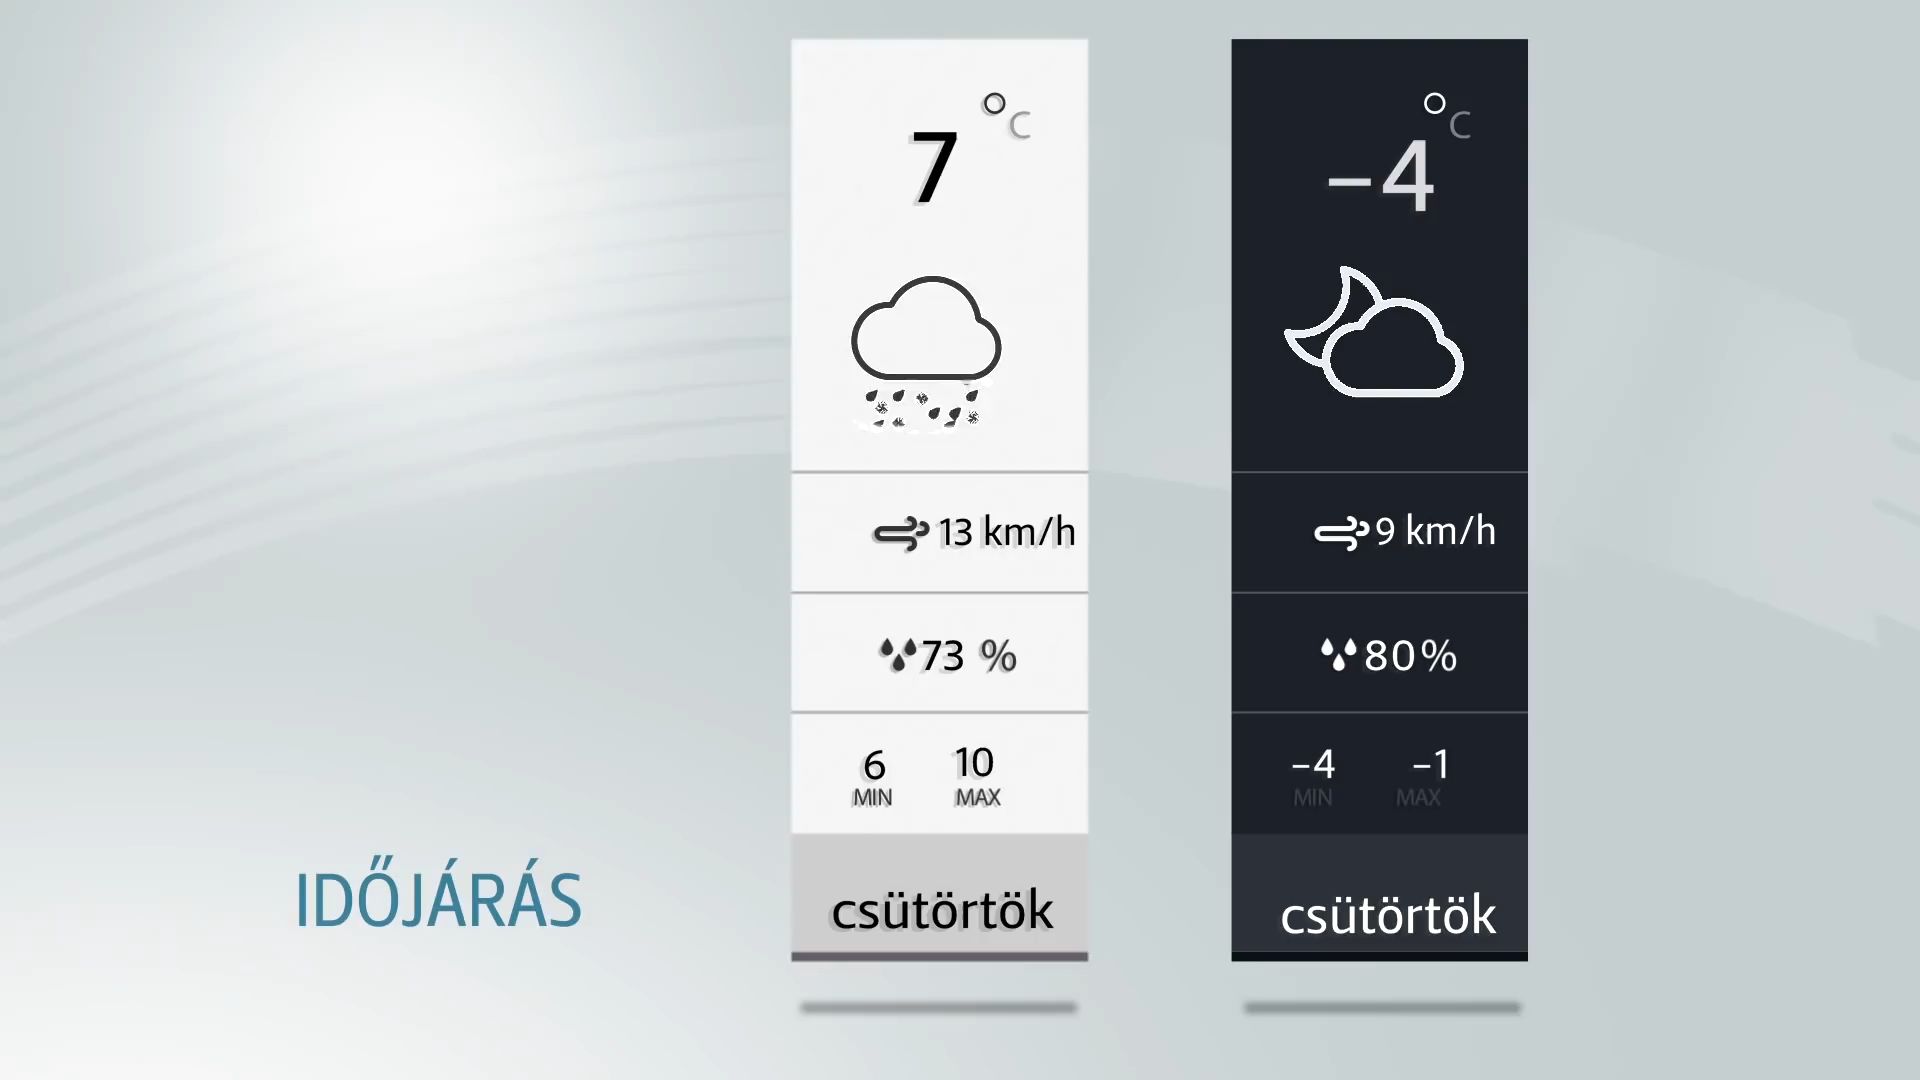 IDŐJÁRÁS
7 °C
13 km/h
73 %
6 10
MIN MAX
csütörtök
−4 °C
9 km/h
80%
−4 −1
MIN MAX
csütörtök